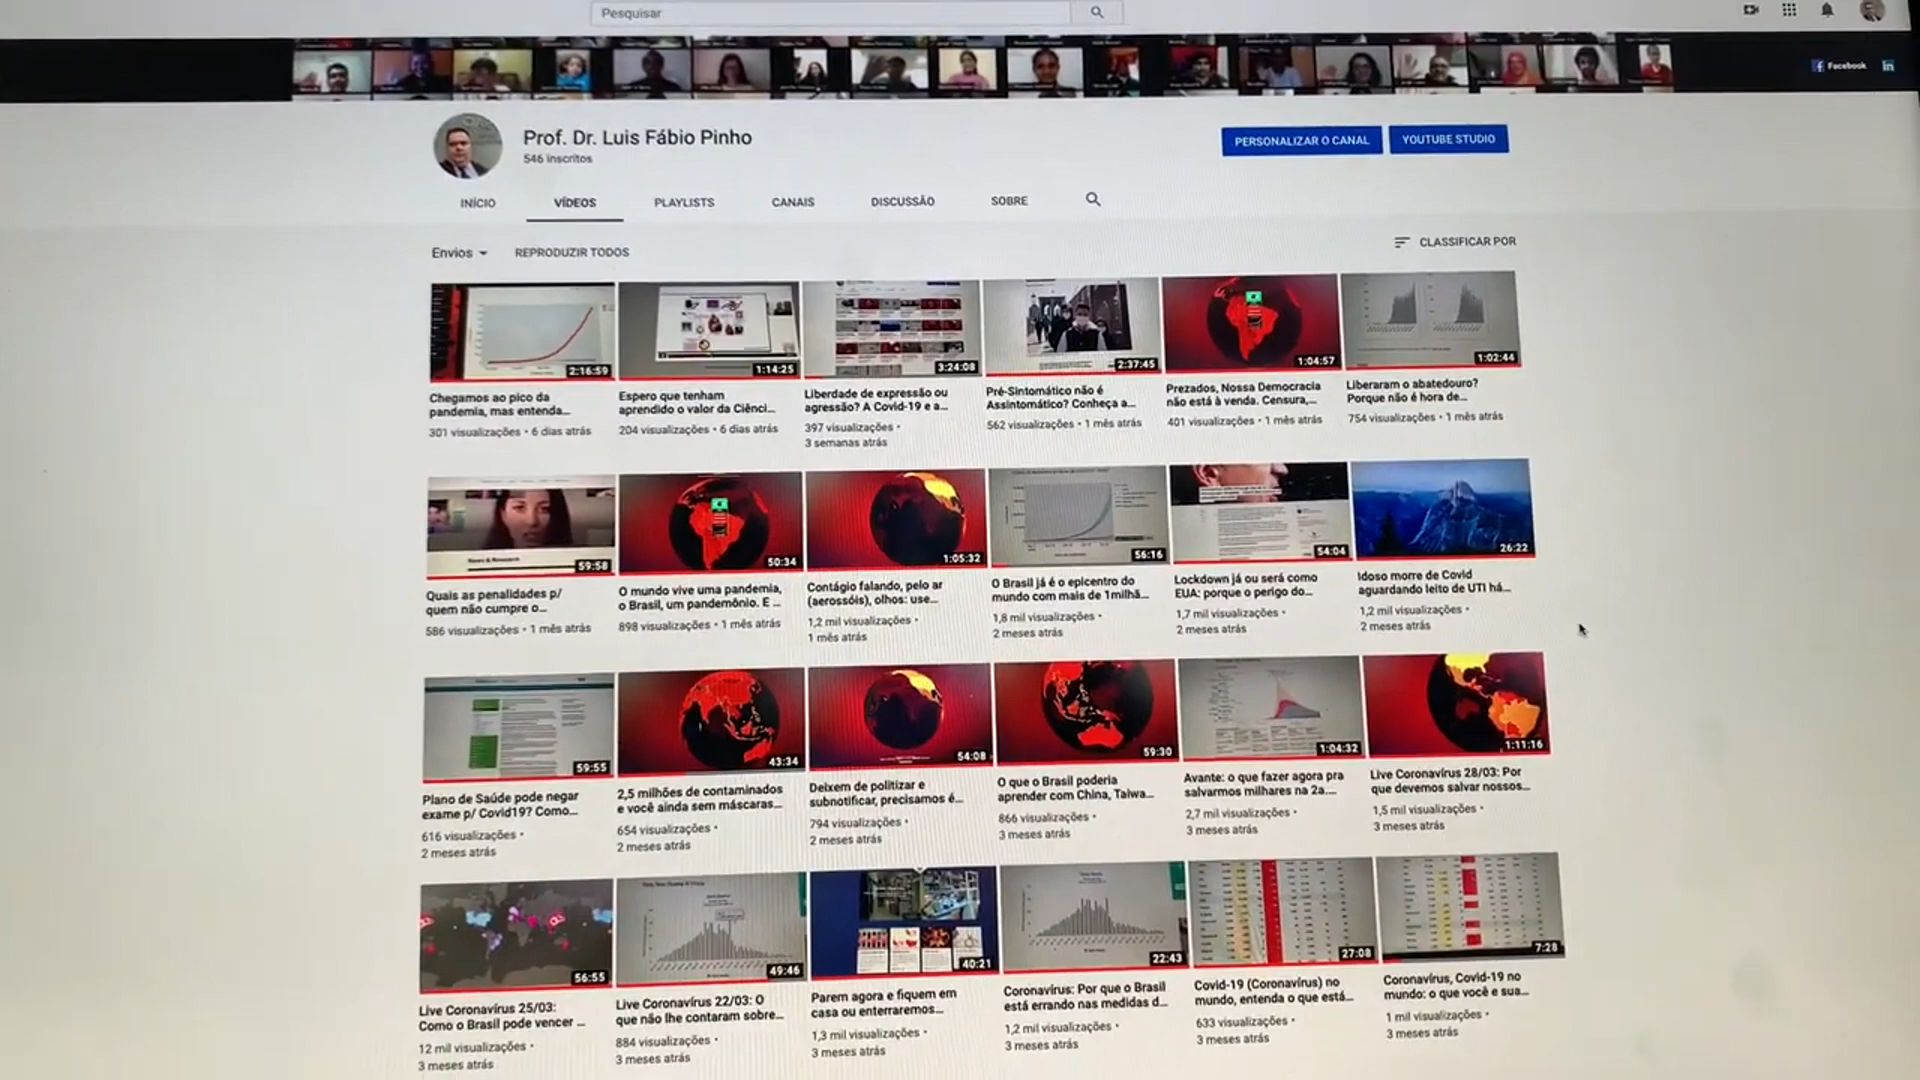 Pesquisar
Facebook
in
Prof. Dr. Luis Fábio Pinho
546 inscritos
PERSONALIZAR O CANAL
YOUTUBE STUDIO
INÍCIO
VÍDEOS
PLAYLISTS
CANAIS
DISCUSSÃO
SOBRE
Envios
REPRODUZIR TODOS
CLASSIFICAR POR
2:16:59
Chegamos ao pico da
pandemia, mas entenda...
301 visualizações • 6 dias atrás
1:14:25
Espero que tenham
aprendido o valor da Ciênci...
204 visualizações • 6 dias atrás
3:24:08
Liberdade de expressão ou
agressão? A Covid-19 e a...
397 visualizações •
3 semanas atrás
2:37:45
Pré-Sintomático não é
Assintomático? Conheça a...
562 visualizações • 1 mês atrás
1:04:57
Prezados, Nossa Democracia
não está à venda. Censura,...
401 visualizações • 1 mês atrás
1:02:44
Liberaram o abatedouro?
Porque não é hora de...
754 visualizações • 1 mês atrás
News & Research
59:58
Quais as penalidades p/
quem não cumpre o...
586 visualizações • 1 mês atrás
50:34
O mundo vive uma pandemia,
o Brasil, um pandemônio. E ...
898 visualizações • 1 mês atrás
1:05:32
Contágio falando, pelo ar
(aerossóis), olhos: use...
1,2 mil visualizações •
1 mês atrás
56:16
O Brasil já é o epicentro do
mundo com mais de 1milhã...
1,8 mil visualizações •
2 meses atrás
54:04
Lockdown já ou será como
EUA: porque o perigo do...
1,7 mil visualizações •
2 meses atrás
26:22
Idoso morre de Covid
aguardando leito de UTI há...
1,2 mil visualizações •
2 meses atrás
59:55
Plano de Saúde pode negar
exame p/ Covid19? Como...
616 visualizações •
2 meses atrás
43:34
2,5 milhões de contaminados
e você ainda sem máscaras...
654 visualizações •
2 meses atrás
54:08
Deixem de politizar e
subnotificar, precisamos é...
794 visualizações •
2 meses atrás
59:30
O que o Brasil poderia
aprender com China, Taiwa...
866 visualizações •
3 meses atrás
1:04:32
Avante: o que fazer agora pra
salvarmos milhares na 2a....
2,7 mil visualizações •
3 meses atrás
1:11:16
Live Coronavírus 28/03: Por
que devemos salvar nossos...
1,5 mil visualizações •
3 meses atrás
56:55
Live Coronavírus 25/03:
Como o Brasil pode vencer ...
12 mil visualizações •
3 meses atrás
49:46
Live Coronavírus 22/03: O
que não lhe contaram sobre...
884 visualizações •
3 meses atrás
40:21
Parem agora e fiquem em
casa ou enterraremos...
1,3 mil visualizações •
3 meses atrás
22:43
Coronavírus: Por que o Brasil
está errando nas medidas d...
1,2 mil visualizações •
3 meses atrás
27:08
Covid-19 (Coronavírus) no
mundo, entenda o que está...
633 visualizações •
3 meses atrás
7:28
Coronavírus, Covid-19 no
mundo: o que você e sua...
1 mil visualizações •
3 meses atrás